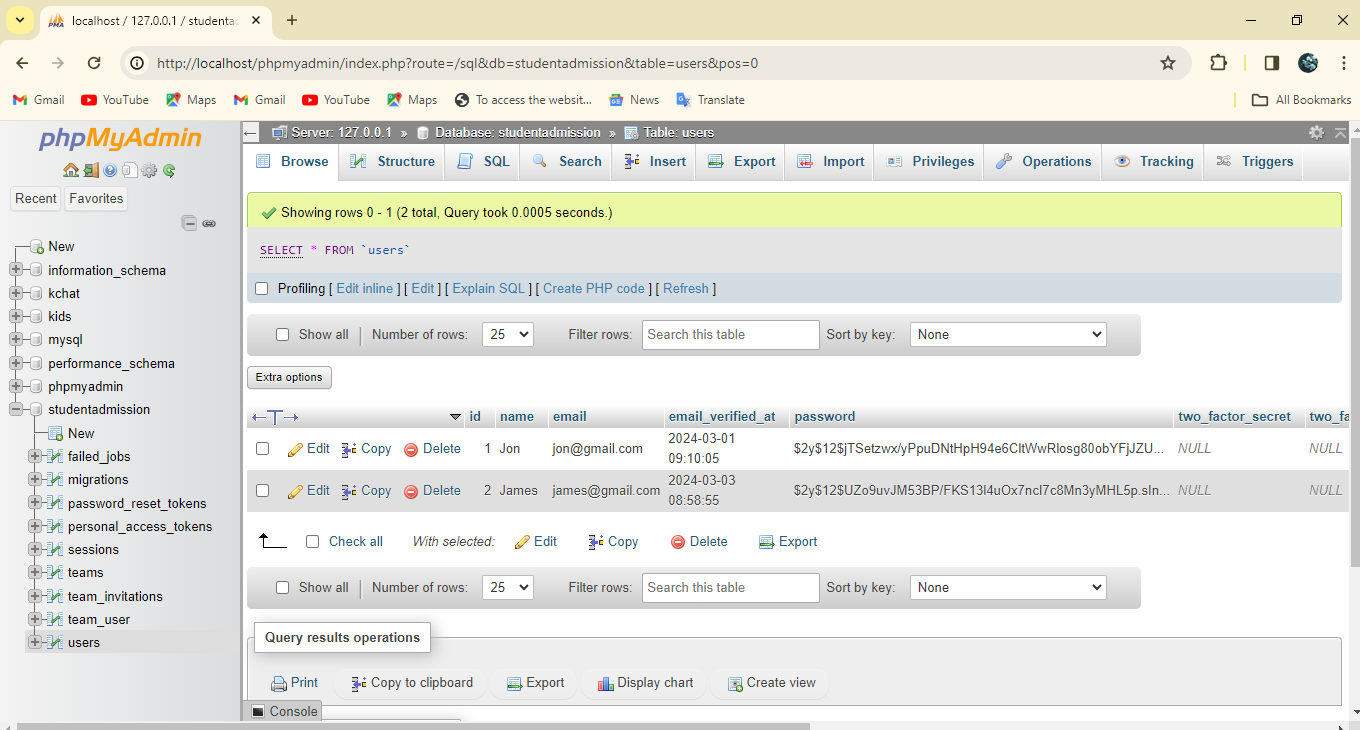 localhost / 127.0.0.1 / studentac
http://localhost/phpmyadmin/index.php?route=/sql&db=studentadmission&table=users&pos=0
Gmail YouTube Maps Gmail YouTube Maps To access the websit... News Translate All Bookmarks
phpMyAdmin
Recent Favorites
New
information_schema
kchat
kids
mysql
performance_schema
phpmyadmin
studentadmission
New
failed_jobs
migrations
password_reset_tokens
personal_access_tokens
sessions
teams
team_invitations
team_user
users
Server: 127.0.0.1 » Database: studentadmission » Table: users
Browse Structure SQL Search Insert Export Import Privileges Operations Tracking Triggers
Showing rows 0 - 1 (2 total, Query took 0.0005 seconds.)
SELECT * FROM `users`
Profiling [ Edit inline ] [ Edit ] [ Explain SQL ] [ Create PHP code ] [ Refresh ]
Show all Number of rows: 25 Filter rows: Search this table Sort by key: None
Extra options
←T→ id name email email_verified_at password two_factor_secret two_fa
Edit Copy Delete 1 Jon jon@gmail.com 2024-03-01 09:10:05 $2y$12$jTSetzwx/yPpuDNtHpH94e6CltWwRlosg80obYFjJZU... NULL NULL
Edit Copy Delete 2 James james@gmail.com 2024-03-03 08:58:55 $2y$12$UZo9uvJM53BP/FKS13I4uOx7ncI7c8Mn3yMHL5p.sIn... NULL NULL
Check all With selected: Edit Copy Delete Export
Show all Number of rows: 25 Filter rows: Search this table Sort by key: None
Query results operations
Print Copy to clipboard Export Display chart Create view
Console